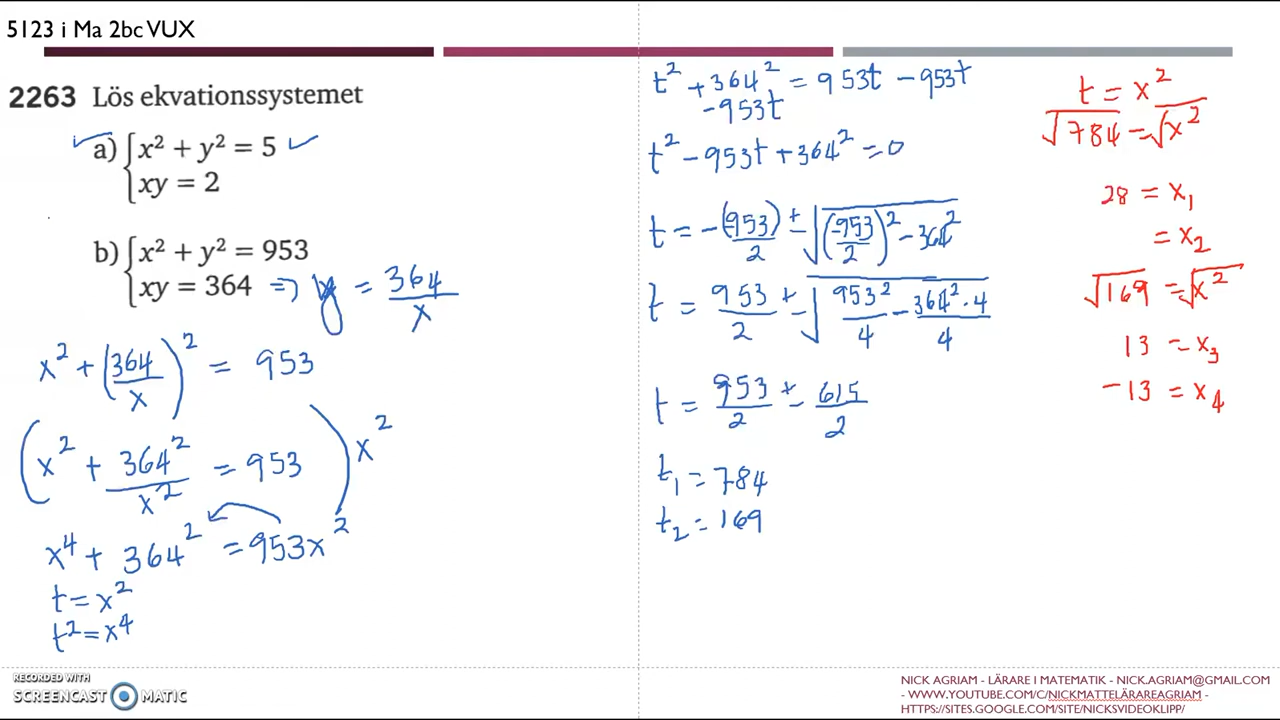 5123 i Ma 2bc VUX
2263 Lös ekvationssystemet
a) { x² + y² = 5
xy = 2
b) { x² + y² = 953
xy = 364 => y = 364/x
x² + (364/x)² = 953
(x² + 364²/x² = 953) x²
x⁴ + 364² = 953x²
t = x²
t² = x⁴
t² + 364² = 953t - 953t
- 953t
t² - 953t + 364² = 0
t = -(-953)/2 ± √((-953/2)² - 364²)
t = 953/2 ± √(953²/4 - 364²·4/4)
t = 953/2 ± 615/2
t₁ = 784
t₂ = 169
t = x²
√784 = √x²
28 = x₁
= x₂
√169 = √x²
13 = x₃
-13 = x₄
RECORDED WITH
SCREENCAST MATIC
NICK AGRIAM - LÄRARE I MATEMATIK - NICK.AGRIAM@GMAIL.COM
- WWW.YOUTUBE.COM/C/NICKMATTELÄRAREAGRIAM -
HTTPS://SITES.GOOGLE.COM/SITE/NICKSVIDEOKLIPP/